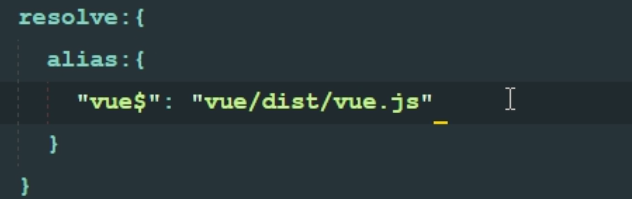 resolve:{
alias:{
"vue$": "vue/dist/vue.js"
}
}